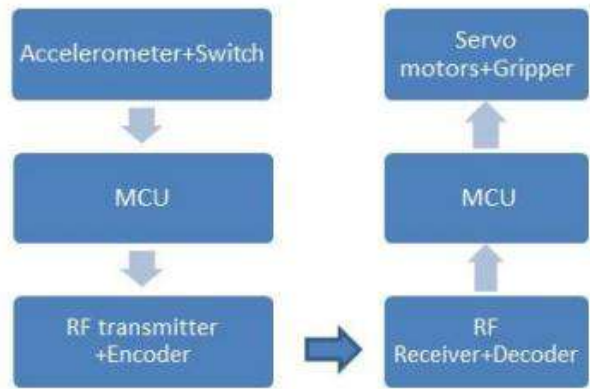 Accelerometer+Switch
MCU
RF transmitter
+Encoder
Servo
motors+Gripper
MCU
RF
Receiver+Decoder